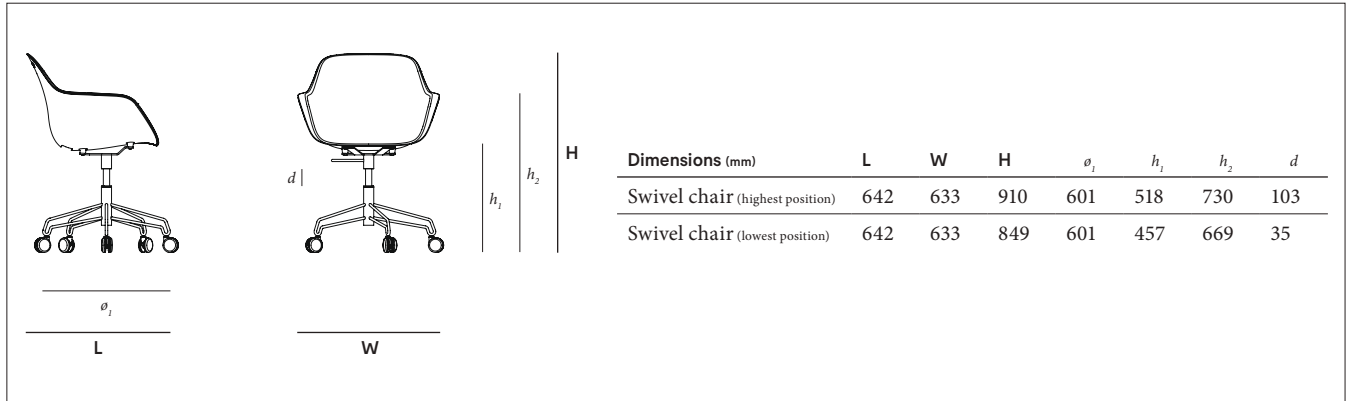 d
h1
h2
H
ø1
L
W
Dimensions (mm) L W H ø1 h1 h2 d
Swivel chair (highest position) 642 633 910 601 518 730 103
Swivel chair (lowest position) 642 633 849 601 457 669 35